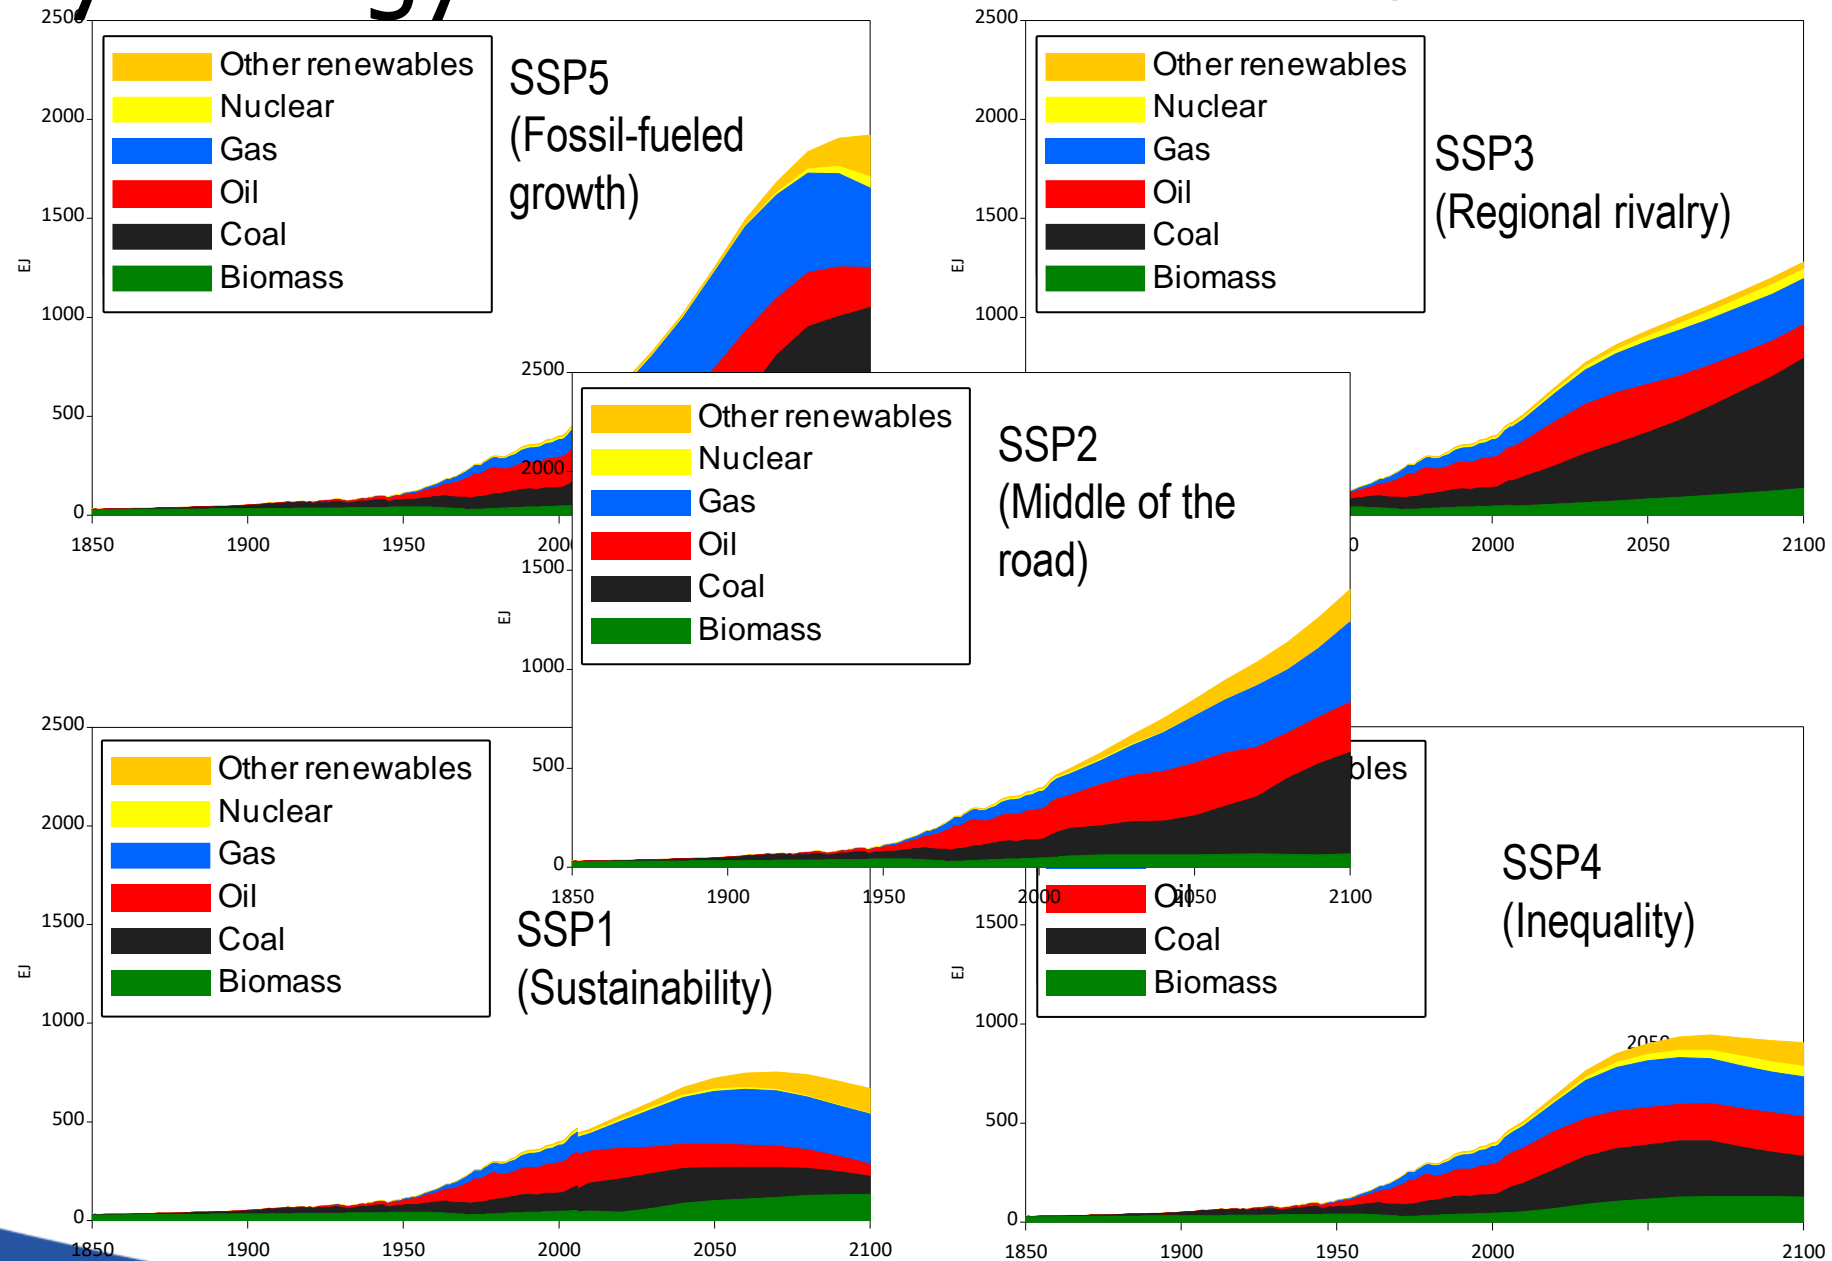 2500
2000
1500
1000
500
0
EJ
1850
1900
1950
Other renewables
Nuclear
Gas
Oil
Coal
Biomass
SSP5
(Fossil-fueled
growth)
2500
2000
1500
1000
EJ
2000
2050
2100
Other renewables
Nuclear
Gas
Oil
Coal
Biomass
SSP3
(Regional rivalry)
2500
2000
1500
1000
500
0
EJ
1850
1900
1950
2000
2050
2100
Other renewables
Nuclear
Gas
Oil
Coal
Biomass
SSP2
(Middle of the
road)
2500
2000
1500
1000
500
0
EJ
1850
1900
1950
2000
2050
2100
Other renewables
Nuclear
Gas
Oil
Coal
Biomass
SSP1
(Sustainability)
1500
1000
500
0
EJ
1850
1900
1950
2000
2050
2100
Oil
Coal
Biomass
SSP4
(Inequality)